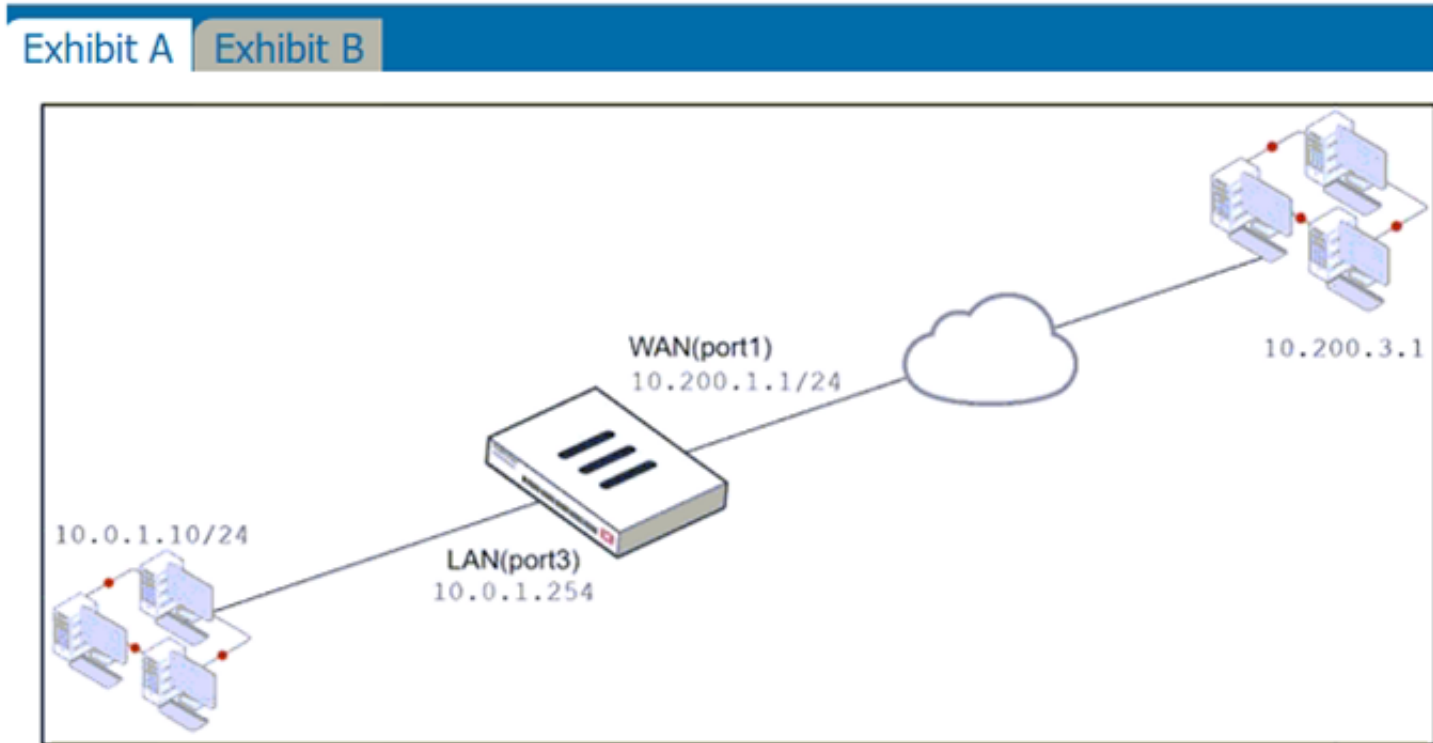 Exhibit A
Exhibit B
WAN(port1)
10.200.1.1/24
10.200.3.1
10.0.1.10/24
LAN(port3)
10.0.1.254